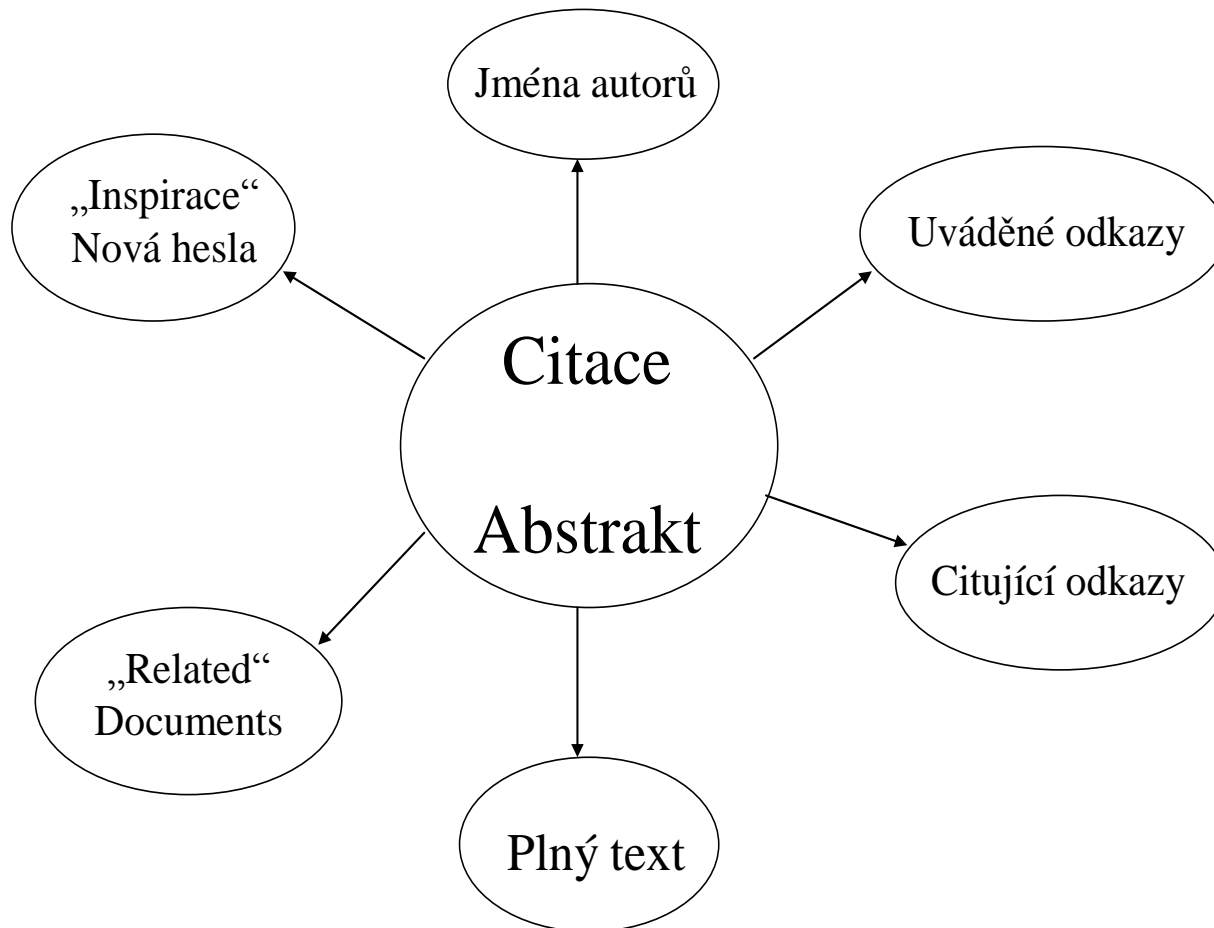 Jména autorů
„Inspirace“
Nová hesla
Uváděné odkazy
Citace
Abstrakt
Citující odkazy
„Related“
Documents
Plný text